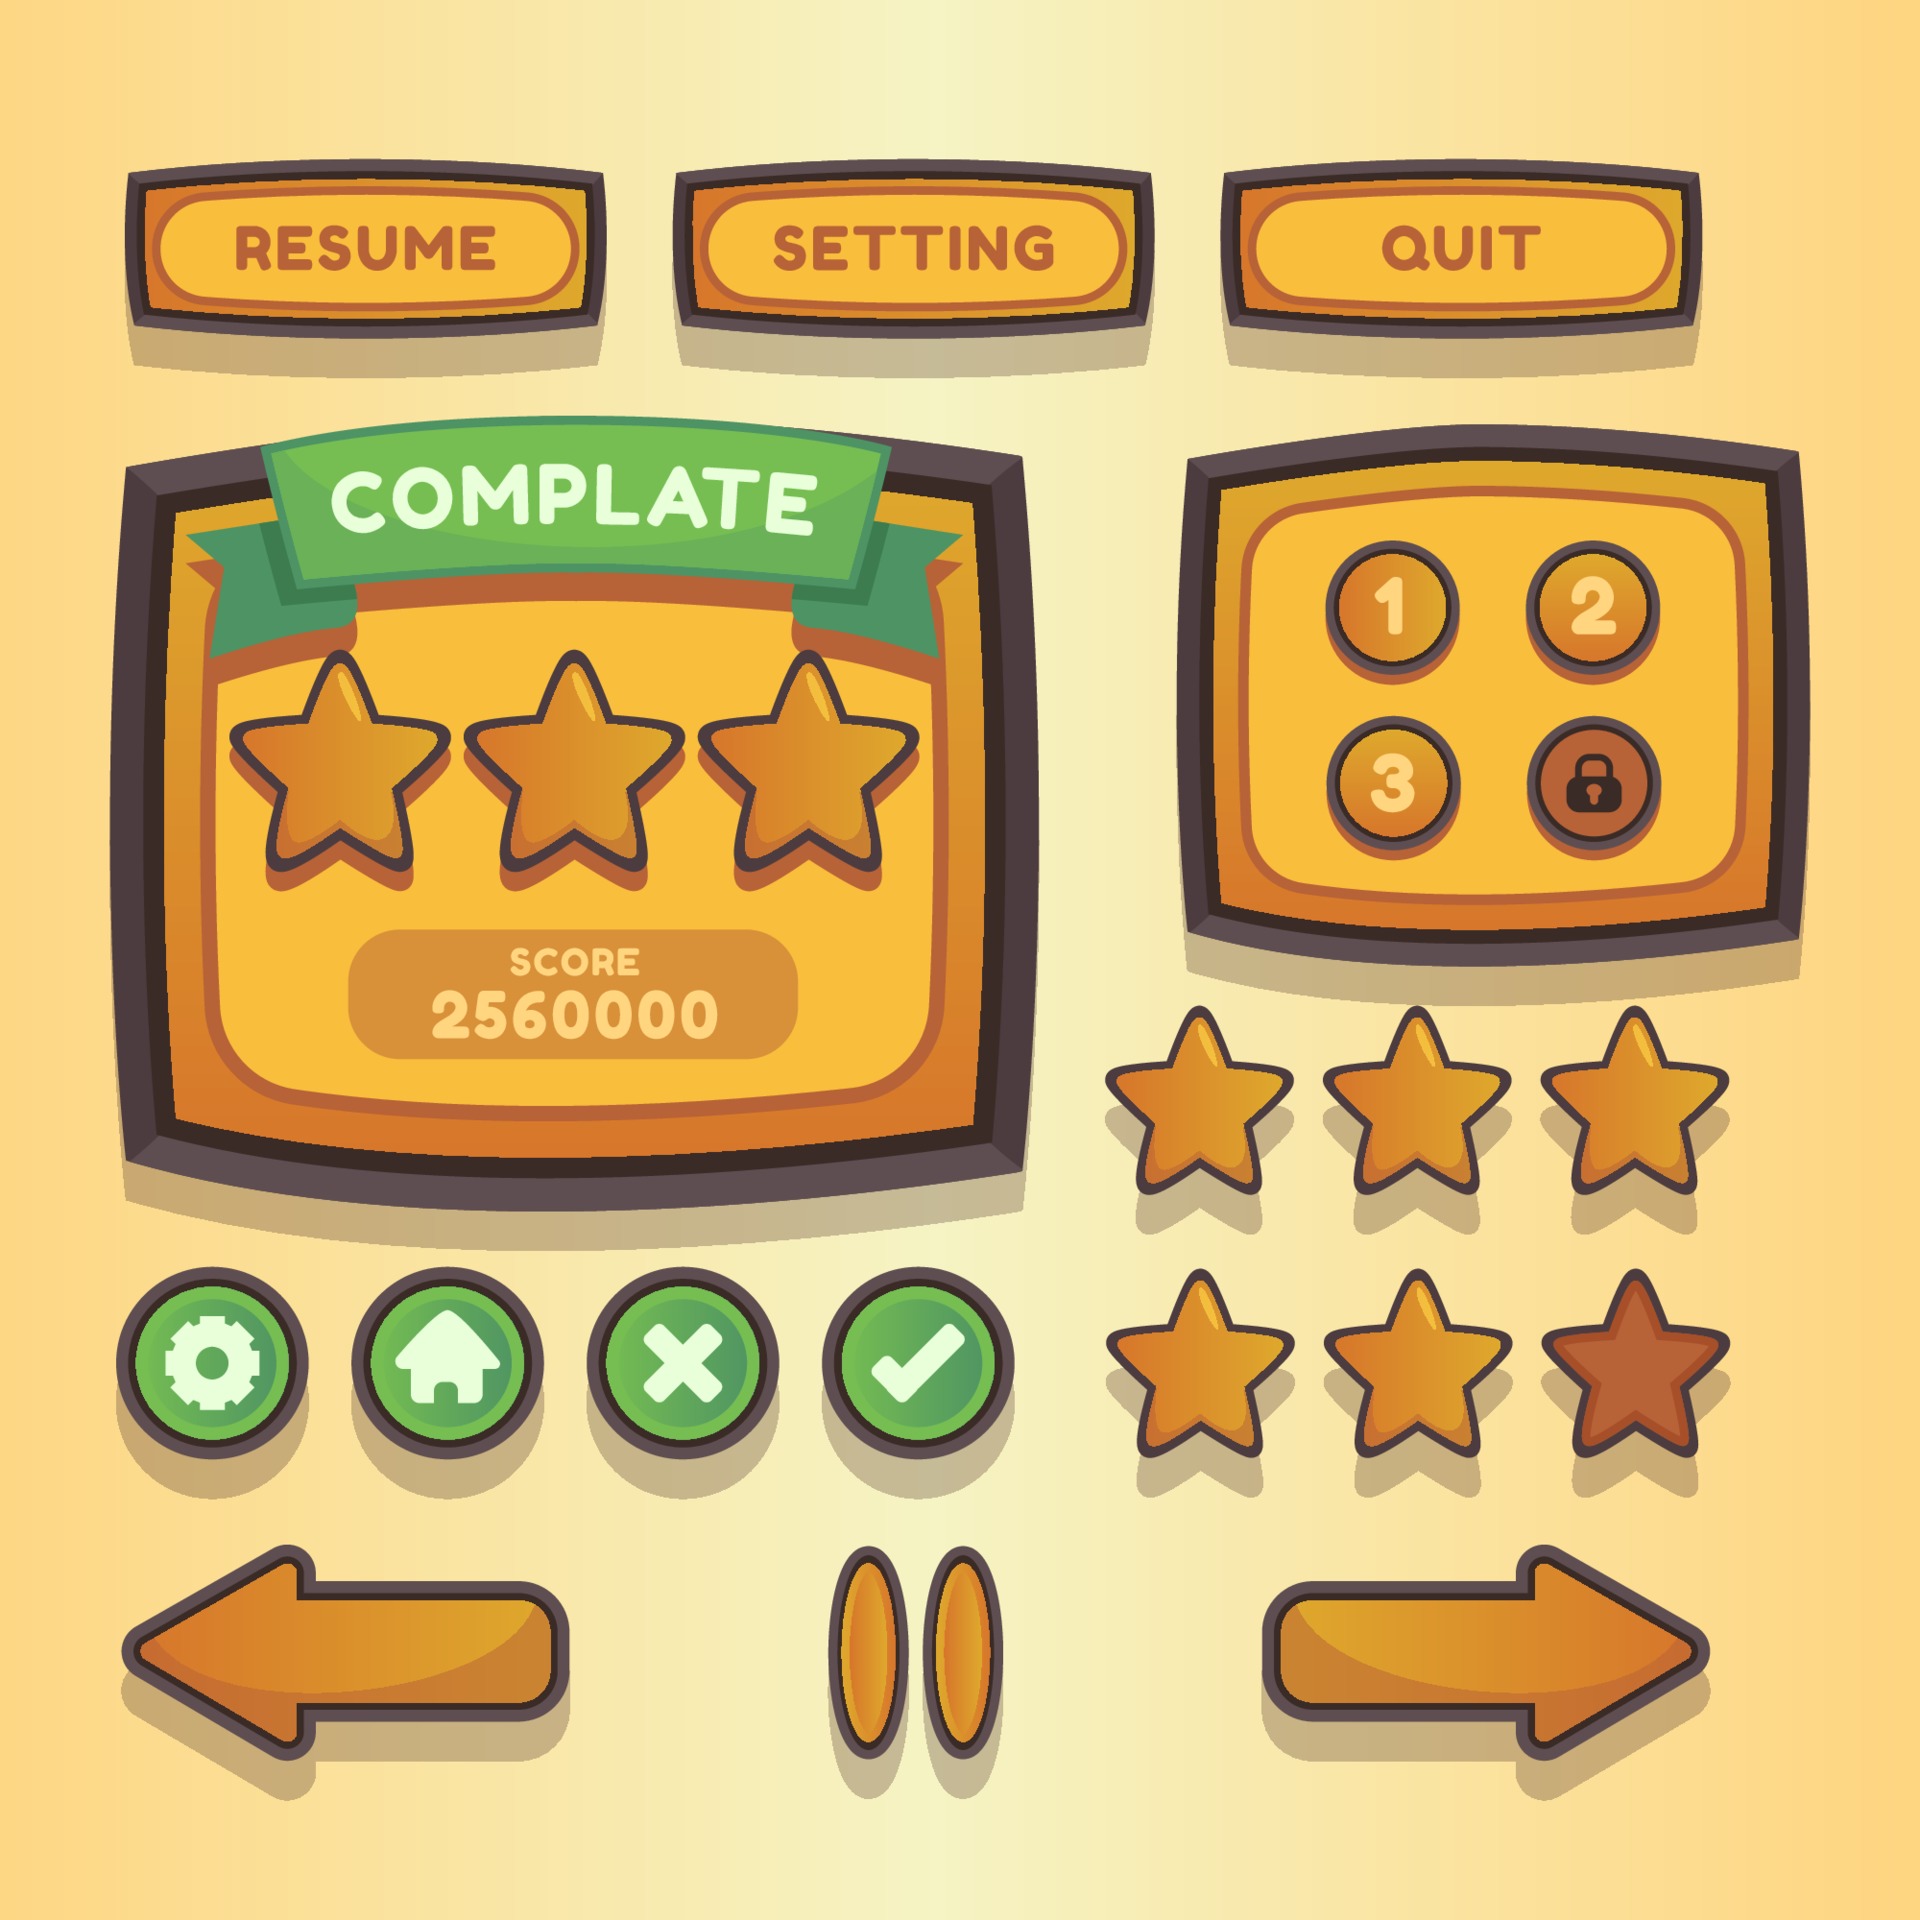 RESUME
SETTING
QUIT
COMPLATE
SCORE
2560000
1
2
3